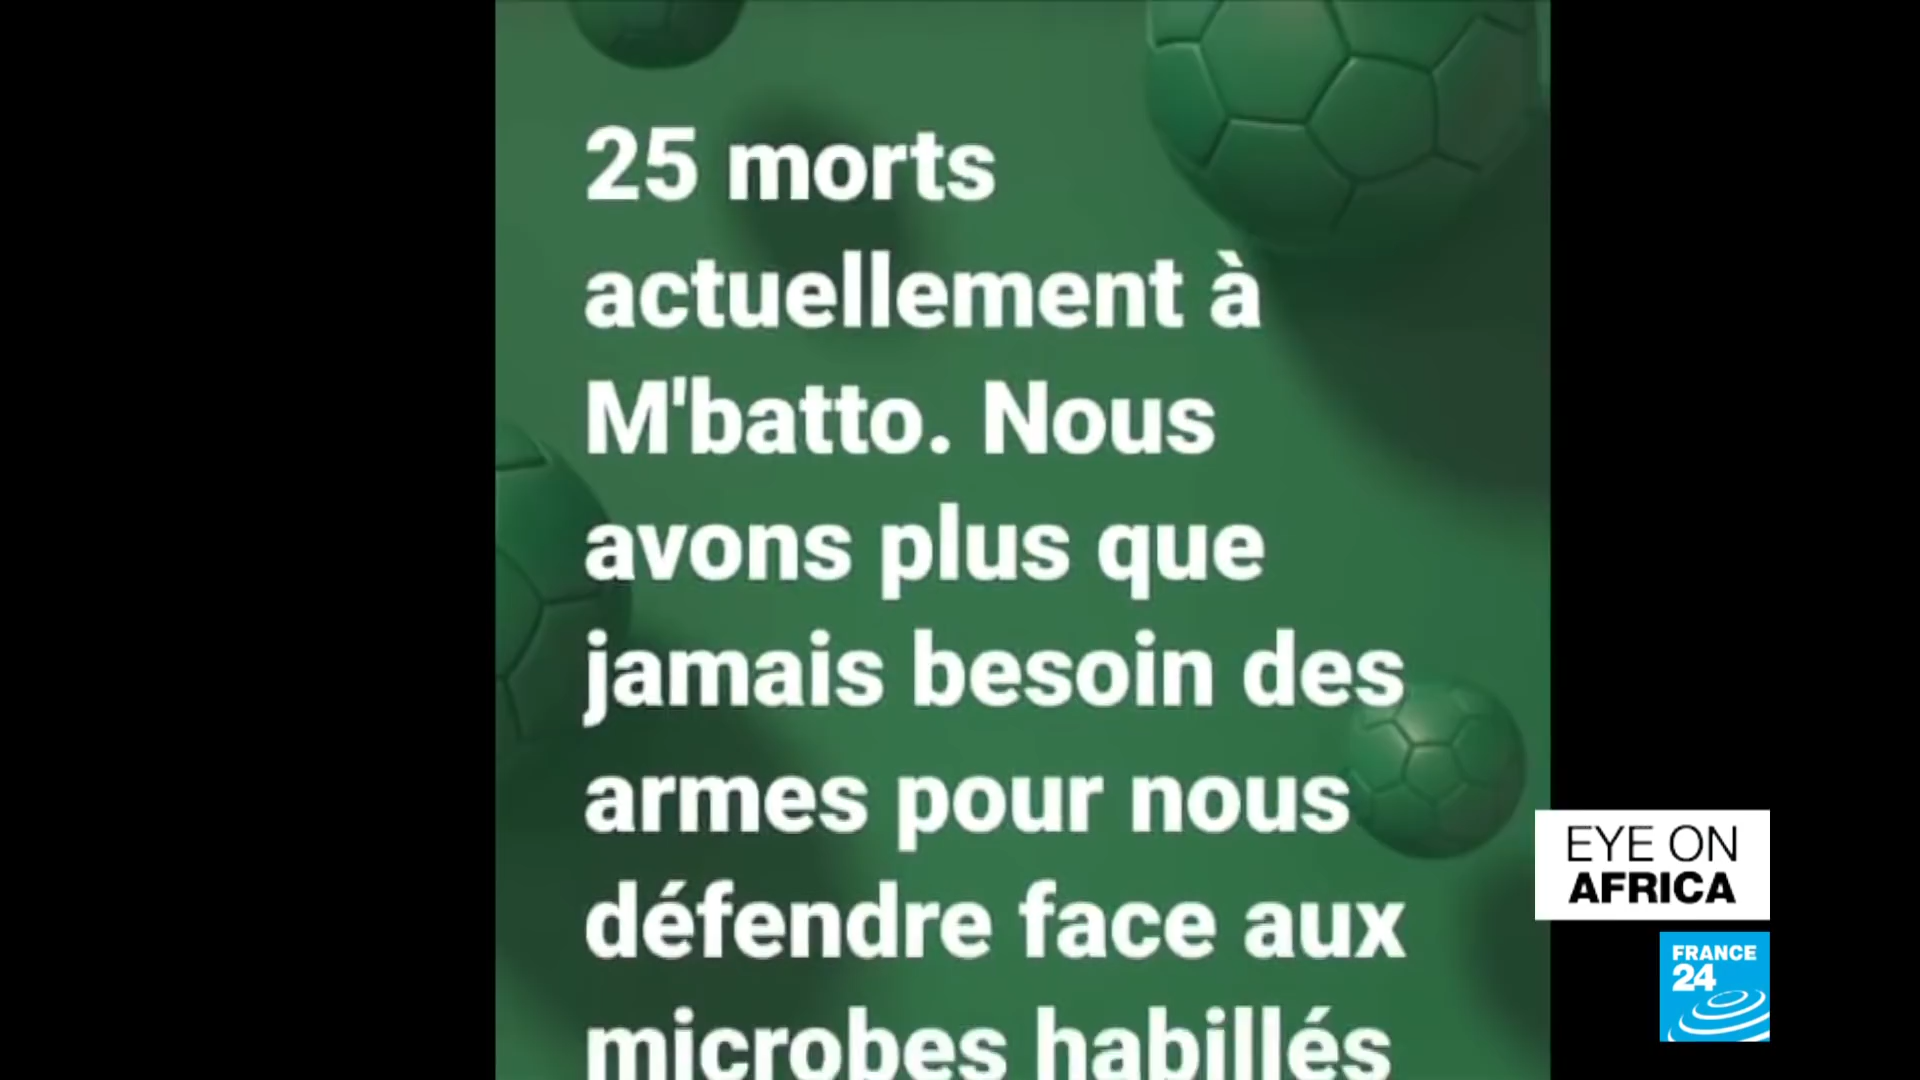 25 morts
actuellement à
M'batto. Nous
avons plus que
jamais besoin des
armes pour nous
défendre face aux
microbes habillés
EYE ON
AFRICA
FRANCE
24